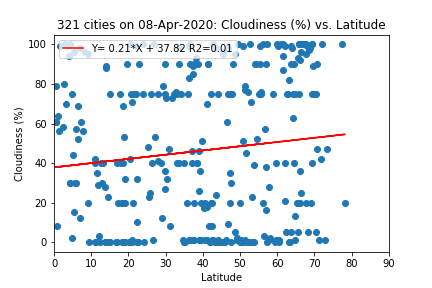 321 cities on 08-Apr-2020: Cloudiness (%) vs. Latitude
Y= 0.21*X + 37.82 R2=0.01
Cloudiness (%)
100
80
60
40
20
0
0 10 20 30 40 50 60 70 80 90
Latitude